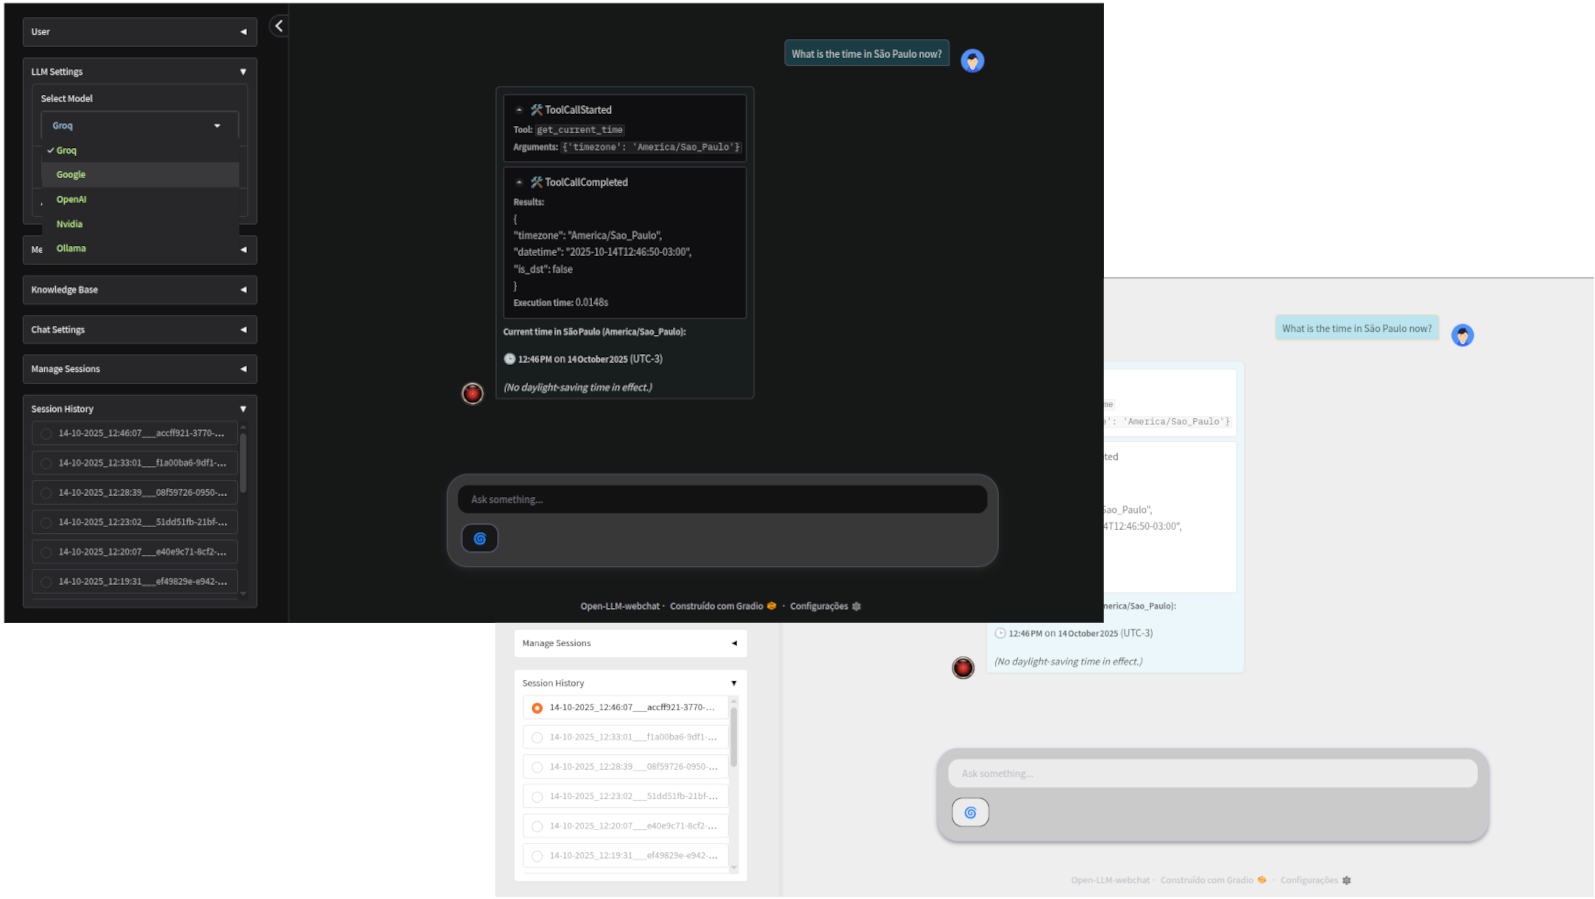 User
LLM Settings
Select Model
Groq
Groq
Google
OpenAI
Nvidia
Ollama
Me
Knowledge Base
Chat Settings
Manage Sessions
Session History
14-10-2025_12:46:07___accff921-3770-...
14-10-2025_12:33:01___f1a00ba6-9df1-...
14-10-2025_12:28:39___08f59726-0950-...
14-10-2025_12:23:02___51dd51fb-21bf-...
14-10-2025_12:20:07___e40e9c71-8cf2-...
14-10-2025_12:19:31___ef49829e-e942-...
What is the time in São Paulo now?
ToolCallStarted
Tool: get_current_time
Arguments: {'timezone': 'America/Sao_Paulo'}
ToolCallCompleted
Results:
{
"timezone": "America/Sao_Paulo",
"datetime": "2025-10-14T12:46:50-03:00",
"is_dst": false
}
Execution time: 0.0148s
Current time in São Paulo (America/Sao_Paulo):
12:46 PM on 14 October 2025 (UTC-3)
(No daylight-saving time in effect.)
Ask something...
Open-LLM-webchat · Construído com Gradio · Configurações
What is the time in São Paulo now?
me
e': 'America/Sao_Paulo'}
ted
Sao_Paulo",
4T12:46:50-03:00",
nerica/Sao_Paulo):
12:46 PM on 14 October 2025 (UTC-3)
(No daylight-saving time in effect.)
Manage Sessions
Session History
14-10-2025_12:46:07___accff921-3770-...
14-10-2025_12:33:01___f1a00ba6-9df1-...
14-10-2025_12:28:39___08f59726-0950-...
14-10-2025_12:23:02___51dd51fb-21bf-...
14-10-2025_12:20:07___e40e9c71-8cf2-...
14-10-2025_12:19:31___ef49829e-e942-...
Ask something...
Open-LLM-webchat · Construído com Gradio · Configurações